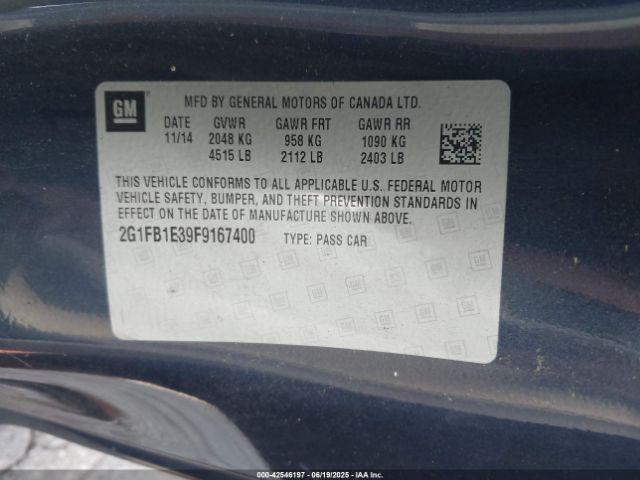 GM
MFD BY GENERAL MOTORS OF CANADA LTD.
DATE GVWR GAWR FRT GAWR RR
11/14 2048 KG 958 KG 1090 KG
4515 LB 2112 LB 2403 LB
THIS VEHICLE CONFORMS TO ALL APPLICABLE U.S. FEDERAL MOTOR
VEHICLE SAFETY, BUMPER, AND THEFT PREVENTION STANDARDS IN
EFFECT ON THE DATE OF MANUFACTURE SHOWN ABOVE.
2G1FB1E39F9167400 TYPE: PASS CAR
000-42546197 - 06/19/2025 - IAA Inc.